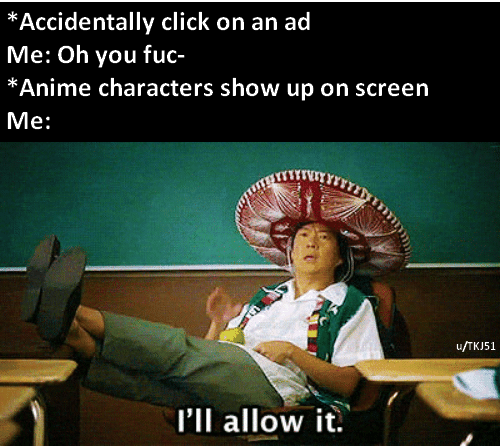 *Accidentally click on an ad
Me: Oh you fuc-
*Anime characters show up on screen
Me:
u/TKJ51
I'll allow it.